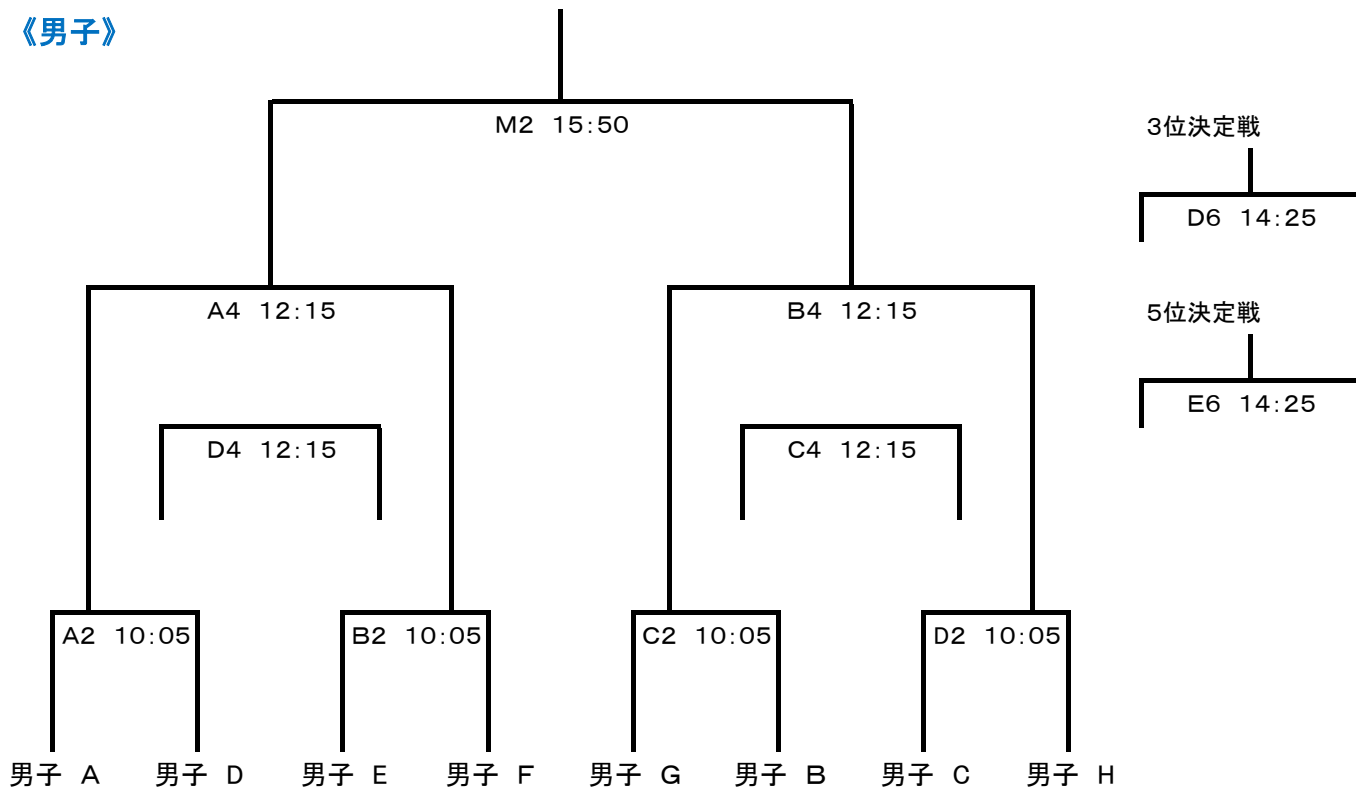 《男子》
M2 15:50
3位決定戦
D6 14:25
A4 12:15
B4 12:15
5位決定戦
E6 14:25
D4 12:15
C4 12:15
A2 10:05
B2 10:05
C2 10:05
D2 10:05
男子 A
男子 D
男子 E
男子 F
男子 G
男子 B
男子 C
男子 H